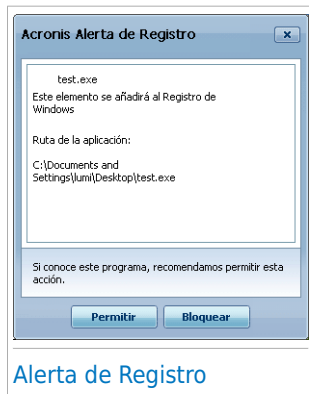 Acronis Alerta de Registro
test.exe
Este elemento se añadirá al Registro de
Windows
Ruta de la aplicación:
C:\Documents and
Settings\lumi\Desktop\test.exe
Si conoce este programa, recomendamos permitir esta
acción.
Permitir Bloquear
Alerta de Registro